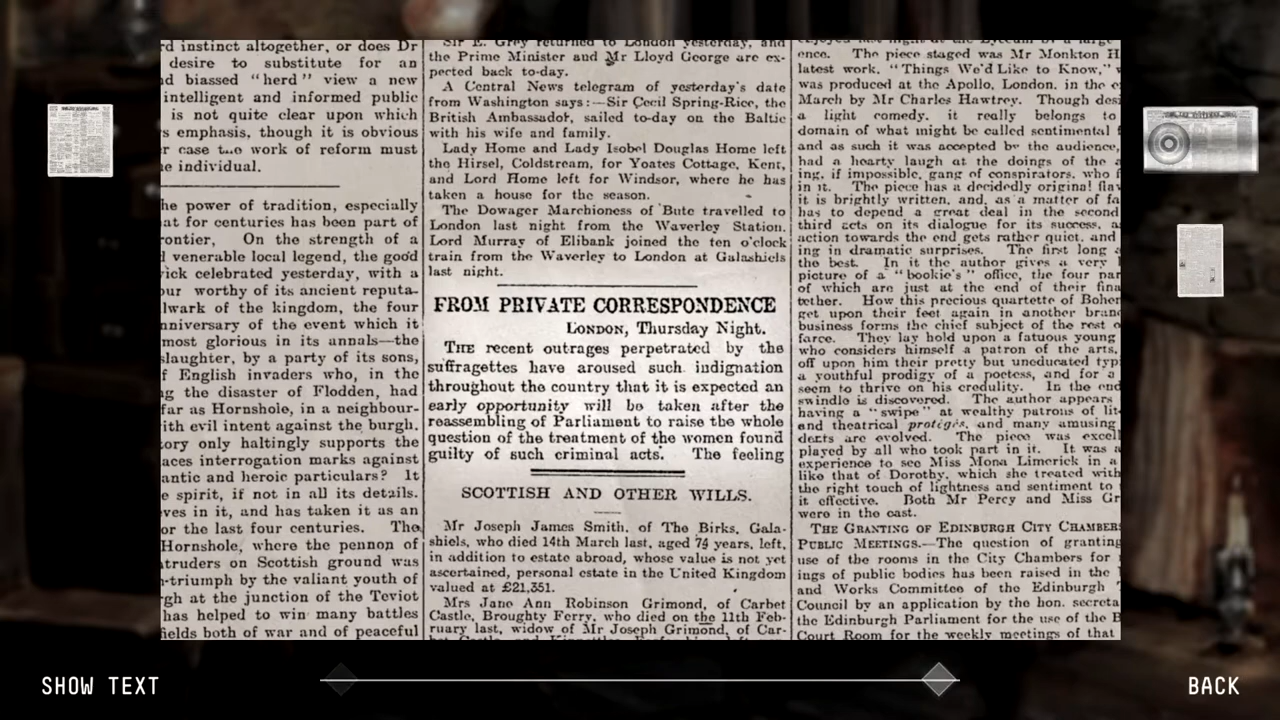 rd instinct altogether, or does Dr
desire to substitute for an
d biassed "herd" view a new
intelligent and informed public
is not quite clear upon which
s emphasis, though it is obvious
r case the work of reform must
e individual.
he power of tradition, especially
at for centuries has been part of
rontier, On the strength of a
l venerable local legend, the good
ick celebrated yesterday, with a
our worthy of its ancient reputa-
lwark of the kingdom, the four
nniversary of the event which it
most glorious in its annals—the
slaughter, by a party of its sons,
f English invaders who, in the
ng the disaster of Flodden, had
far as Hornshole, in a neighbour-
ith evil intent against the burgh.
tory only haltingly supports the
aces interrogation marks against
antic and heroic particulars? It
e spirit, if not in all its details.
ves in it, and has taken it as an
or the last four centuries. The
Hornshole, where the pennon of
truders on Scottish ground was
-triumph by the valiant youth of
gh at the junction of the Teviot
has helped to win many battles
fields both of war and of peaceful
Sir E. Grey returned to London yesterday, and
the Prime Minister and Mr Lloyd George are ex-
pected back to-day.
A Central News telegram of yesterday's date
from Washington says:—Sir Cecil Spring-Rice, the
British Ambassador, sailed to-day on the Baltic
with his wife and family.
Lady Home and Lady Isobel Douglas Home left
the Hirsel, Coldstream, for Yoates Cottage, Kent,
and Lord Home left for Windsor, where he has
taken a house for the season.
The Dowager Marchioness of Bute travelled to
London last night from the Waverley Station.
Lord Murray of Elibank joined the ten o'clock
train from the Waverley to London at Galashiels
last night.
FROM PRIVATE CORRESPONDENCE
LONDON, Thursday Night.
THE recent outrages perpetrated by the
suffragettes have aroused such indignation
throughout the country that it is expected an
early opportunity will be taken after the
reassembling of Parliament to raise the whole
question of the treatment of the women found
guilty of such criminal acts. The feeling
SCOTTISH AND OTHER WILLS.
Mr Joseph James Smith, of The Birks, Gala-
shiels, who died 14th March last, aged 74 years, left,
in addition to estate abroad, whose value is not yet
ascertained, personal estate in the United Kingdom
valued at £21,351.
Mrs Jane Ann Robinson Grimond, of Carbet
Castle, Broughty Ferry, who died on the 11th Feb-
ruary last, widow of Mr Joseph Grimond, of Car-
ence. The piece staged was Mr Monkton H
latest work, "Things We'd Like to Know,"
was produced at the Apollo, London, in the
March by Mr Charles Hawtrey. Though desi
a light comedy, it really belongs to
domain of what might be called sentimental
and as such it was accepted by the audience,
had a hearty laugh at the doings of the
ing, if impossible, gang of conspirators, who
in it. The piece has a decidedly original flav
it is brightly written, and, as a matter of fa
has to depend a great deal in the second
third acts on its dialogue for its success, a
action towards the end gets rather quiet, and
ing in dramatic surprises. The first long
the best. In it the author gives a very
picture of a "bookie's" office, the four par
of which are just at the end of their fina
tether. How this precious quartette of Boher
get upon their feet again in another bran
business forms the chief subject of the rest o
farce. They lay hold upon a fatuous young
who considers himself a patron of the arts,
off upon him their pretty but uneducated typ
a youthful prodigy of a poetess, and for a
seem to thrive on his credulity. In the end
swindle is discovered. The author appears
having a "swipe" at wealthy patrons of lit
and theatrical protégés, and many amusing
dents are evolved. The piece was excell
played by all who took part in it. It was a
experience to see Miss Mona Limerick in a
like that of Dorothy, which she treated with
the right touch of lightness and sentiment to
it effective. Both Mr Percy and Miss Gr
were in the cast.
THE GRANTING OF EDINBURGH CITY CHAMBERS
PUBLIC MEETINGS.—The question of granting
use of the rooms in the City Chambers for
ings of public bodies has been raised in the
and Works Committee of the Edinburgh
Council by an application by the hon. secreta
the Edinburgh Parliament for the use of the B
Court Room for the weekly meetings of that
SHOW TEXT
BACK